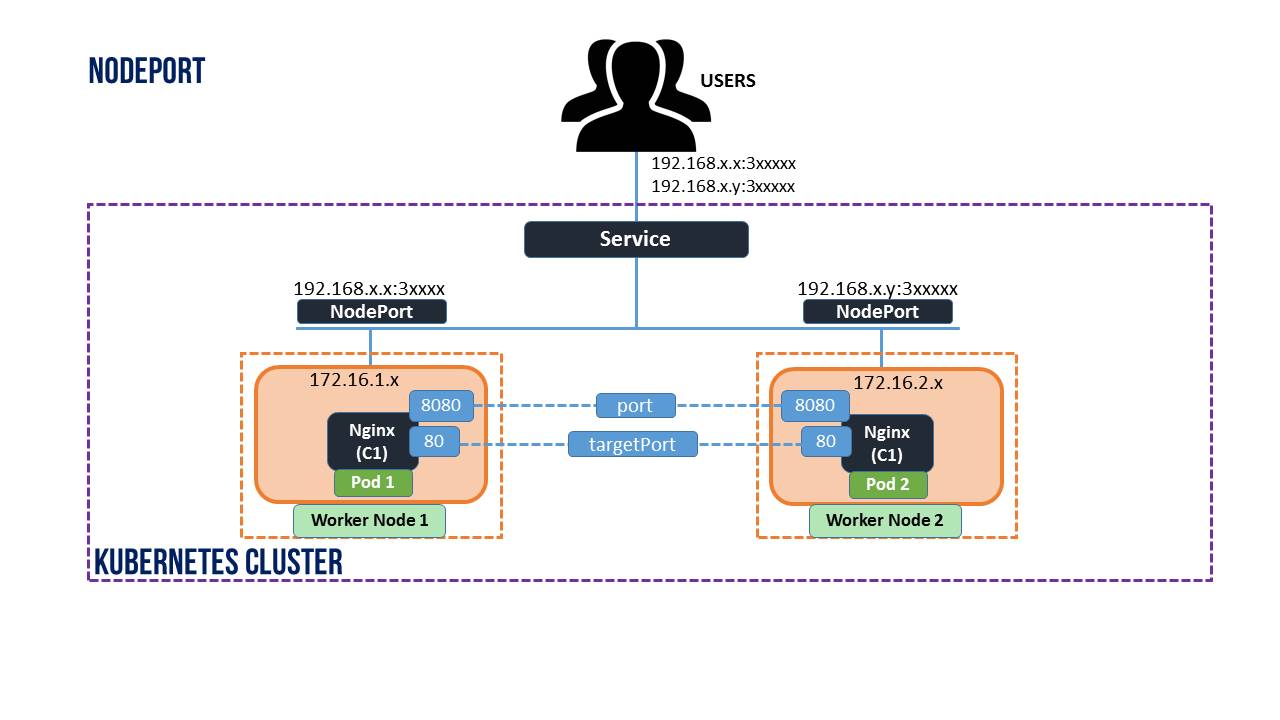 NODEPORT
USERS
192.168.x.x:3xxxxx
192.168.x.y:3xxxxx
Service
192.168.x.x:3xxxx
192.168.x.y:3xxxxx
NodePort
NodePort
172.16.1.x
172.16.2.x
8080
port
8080
Nginx
(C1)
80
targetPort
80
Nginx
(C1)
Pod 1
Pod 2
Worker Node 1
Worker Node 2
KUBERNETES CLUSTER